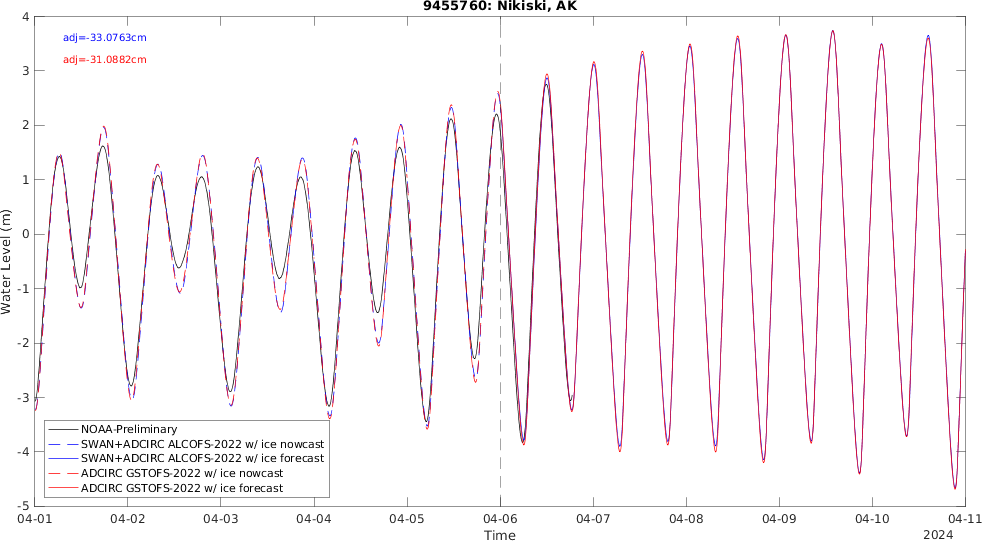 9455760: Nikiski, AK
adj=-33.0763cm
adj=-31.0882cm
4
3
2
1
0
-1
-2
-3
-4
-5
Water Level (m)
NOAA-Preliminary
SWAN+ADCIRC ALCOFS-2022 w/ ice nowcast
SWAN+ADCIRC ALCOFS-2022 w/ ice forecast
ADCIRC GSTOFS-2022 w/ ice nowcast
ADCIRC GSTOFS-2022 w/ ice forecast
04-01 04-02 04-03 04-04 04-05 04-06 04-07 04-08 04-09 04-10 04-11
Time
2024